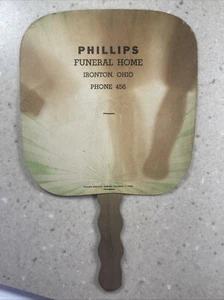 PHILLIPS
FUNERAL HOME
IRONTON, OHIO
PHONE 456